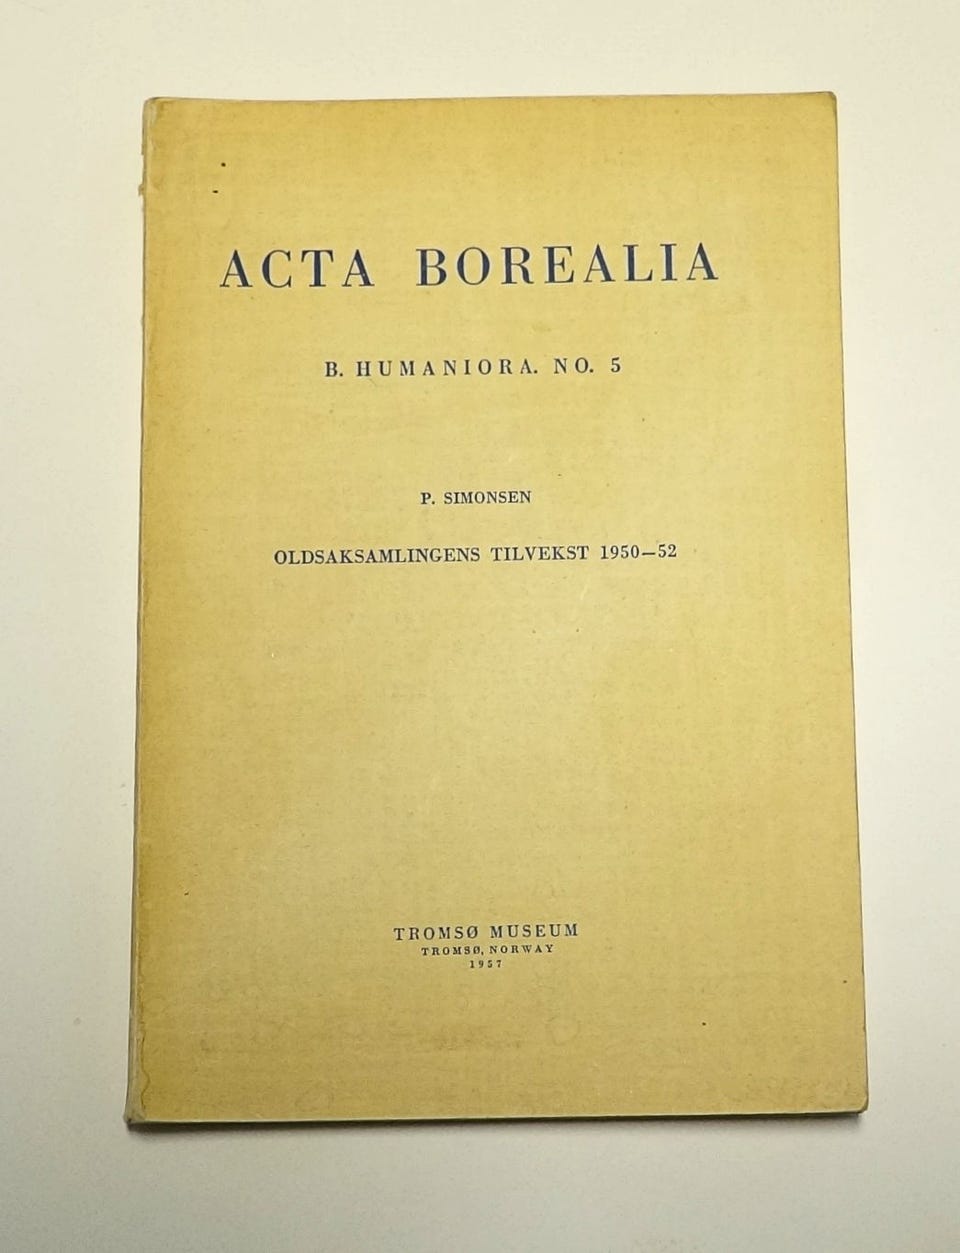 ACTA BOREALIA
B. HUMANIORA. NO. 5
P. SIMONSEN
OLDSAKSAMLINGENS TILVEKST 1950—52
TROMSØ MUSEUM
TROMSØ, NORWAY
1957